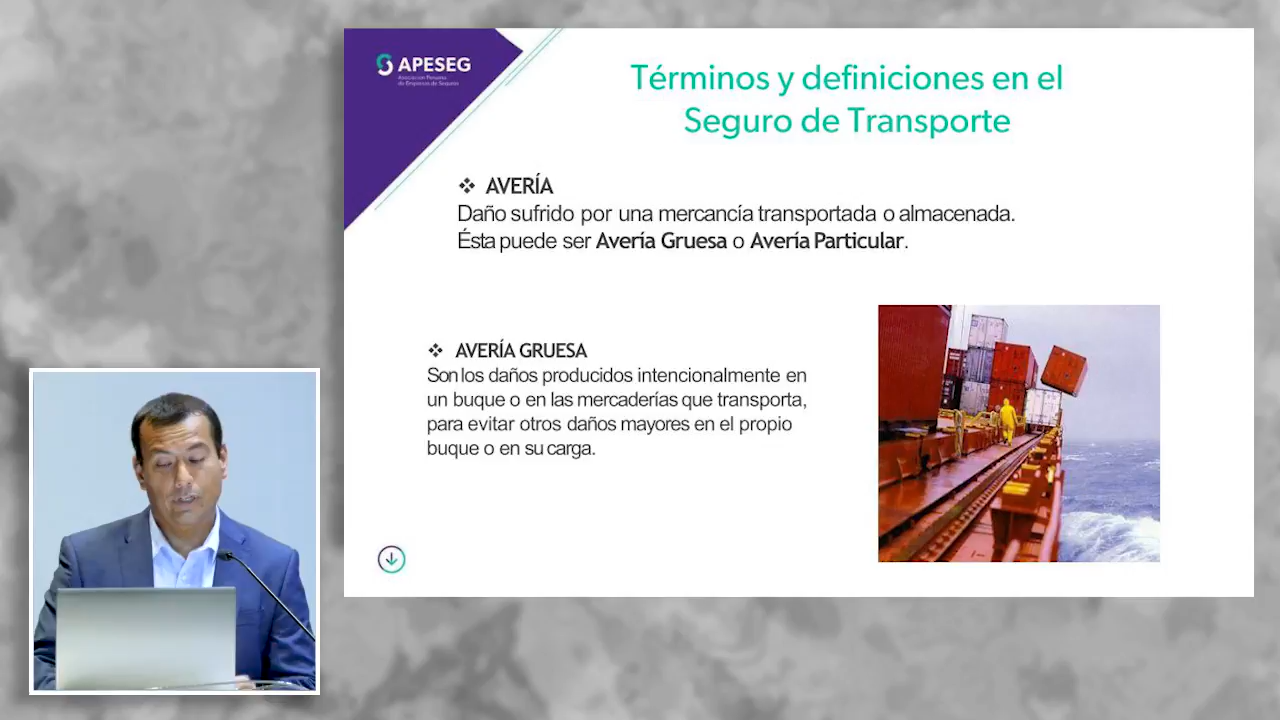 APESEG
Asociación Peruana
de Empresas de Seguros
Términos y definiciones en el
Seguro de Transporte
❖ AVERÍA
Daño sufrido por una mercancía transportada o almacenada.
Ésta puede ser Avería Gruesa o Avería Particular.
❖ AVERÍA GRUESA
Son los daños producidos intencionalmente en
un buque o en las mercaderías que transporta,
para evitar otros daños mayores en el propio
buque o en su carga.